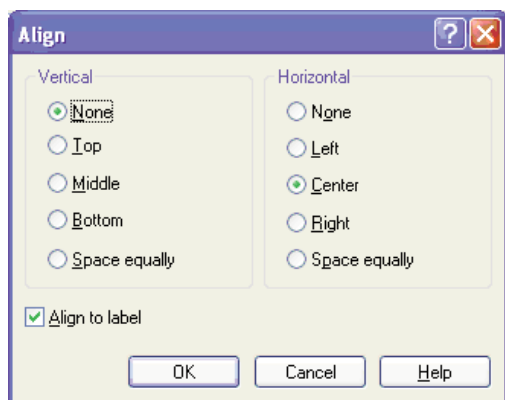 Align
Vertical Horizontal
None None
Top Left
Middle Center
Bottom Right
Space equally Space equally
Align to label
OK Cancel Help